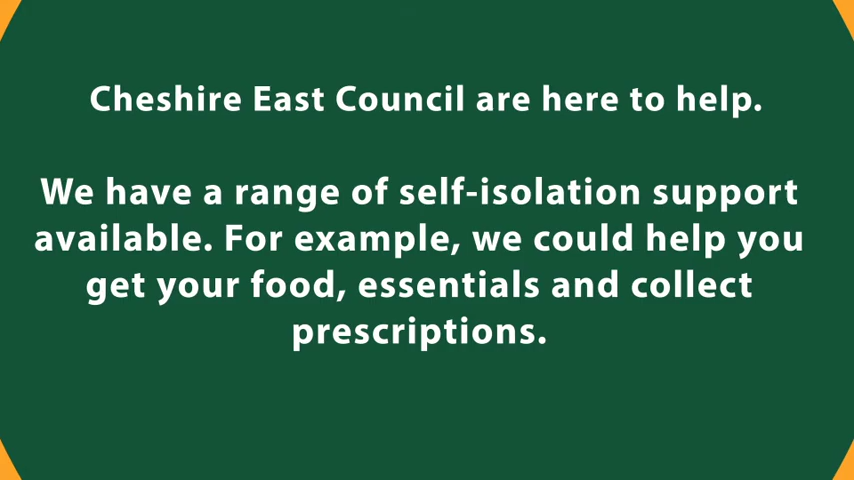 Cheshire East Council are here to help.
We have a range of self-isolation support
available. For example, we could help you
get your food, essentials and collect
prescriptions.